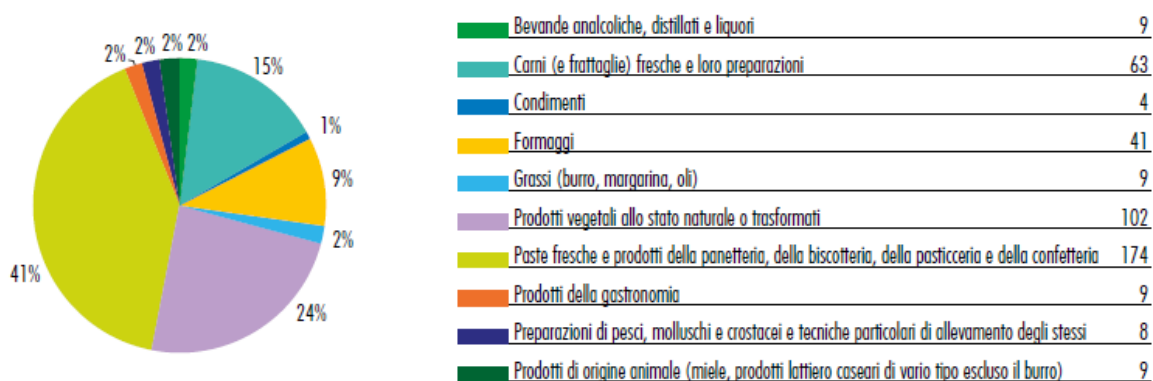 2%
2%
2%
2%
15%
1%
9%
2%
24%
41%
Bevande analcoliche, distillati e liquori 9
Carni (e frattaglie) fresche e loro preparazioni 63
Condimenti 4
Formaggi 41
Grassi (burro, margarina, oli) 9
Prodotti vegetali allo stato naturale o trasformati 102
Paste fresche e prodotti della panetteria, della biscotteria, della pasticceria e della confetteria 174
Prodotti della gastronomia 9
Preparazioni di pesci, molluschi e crostacei e tecniche particolari di allevamento degli stessi 8
Prodotti di origine animale (miele, prodotti lattiero caseari di vario tipo escluso il burro) 9